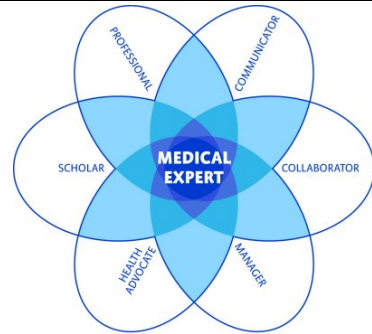 PROFESSIONAL
COMMUNICATOR
SCHOLAR
MEDICAL
EXPERT
COLLABORATOR
HEALTH
ADVOCATE
MANAGER